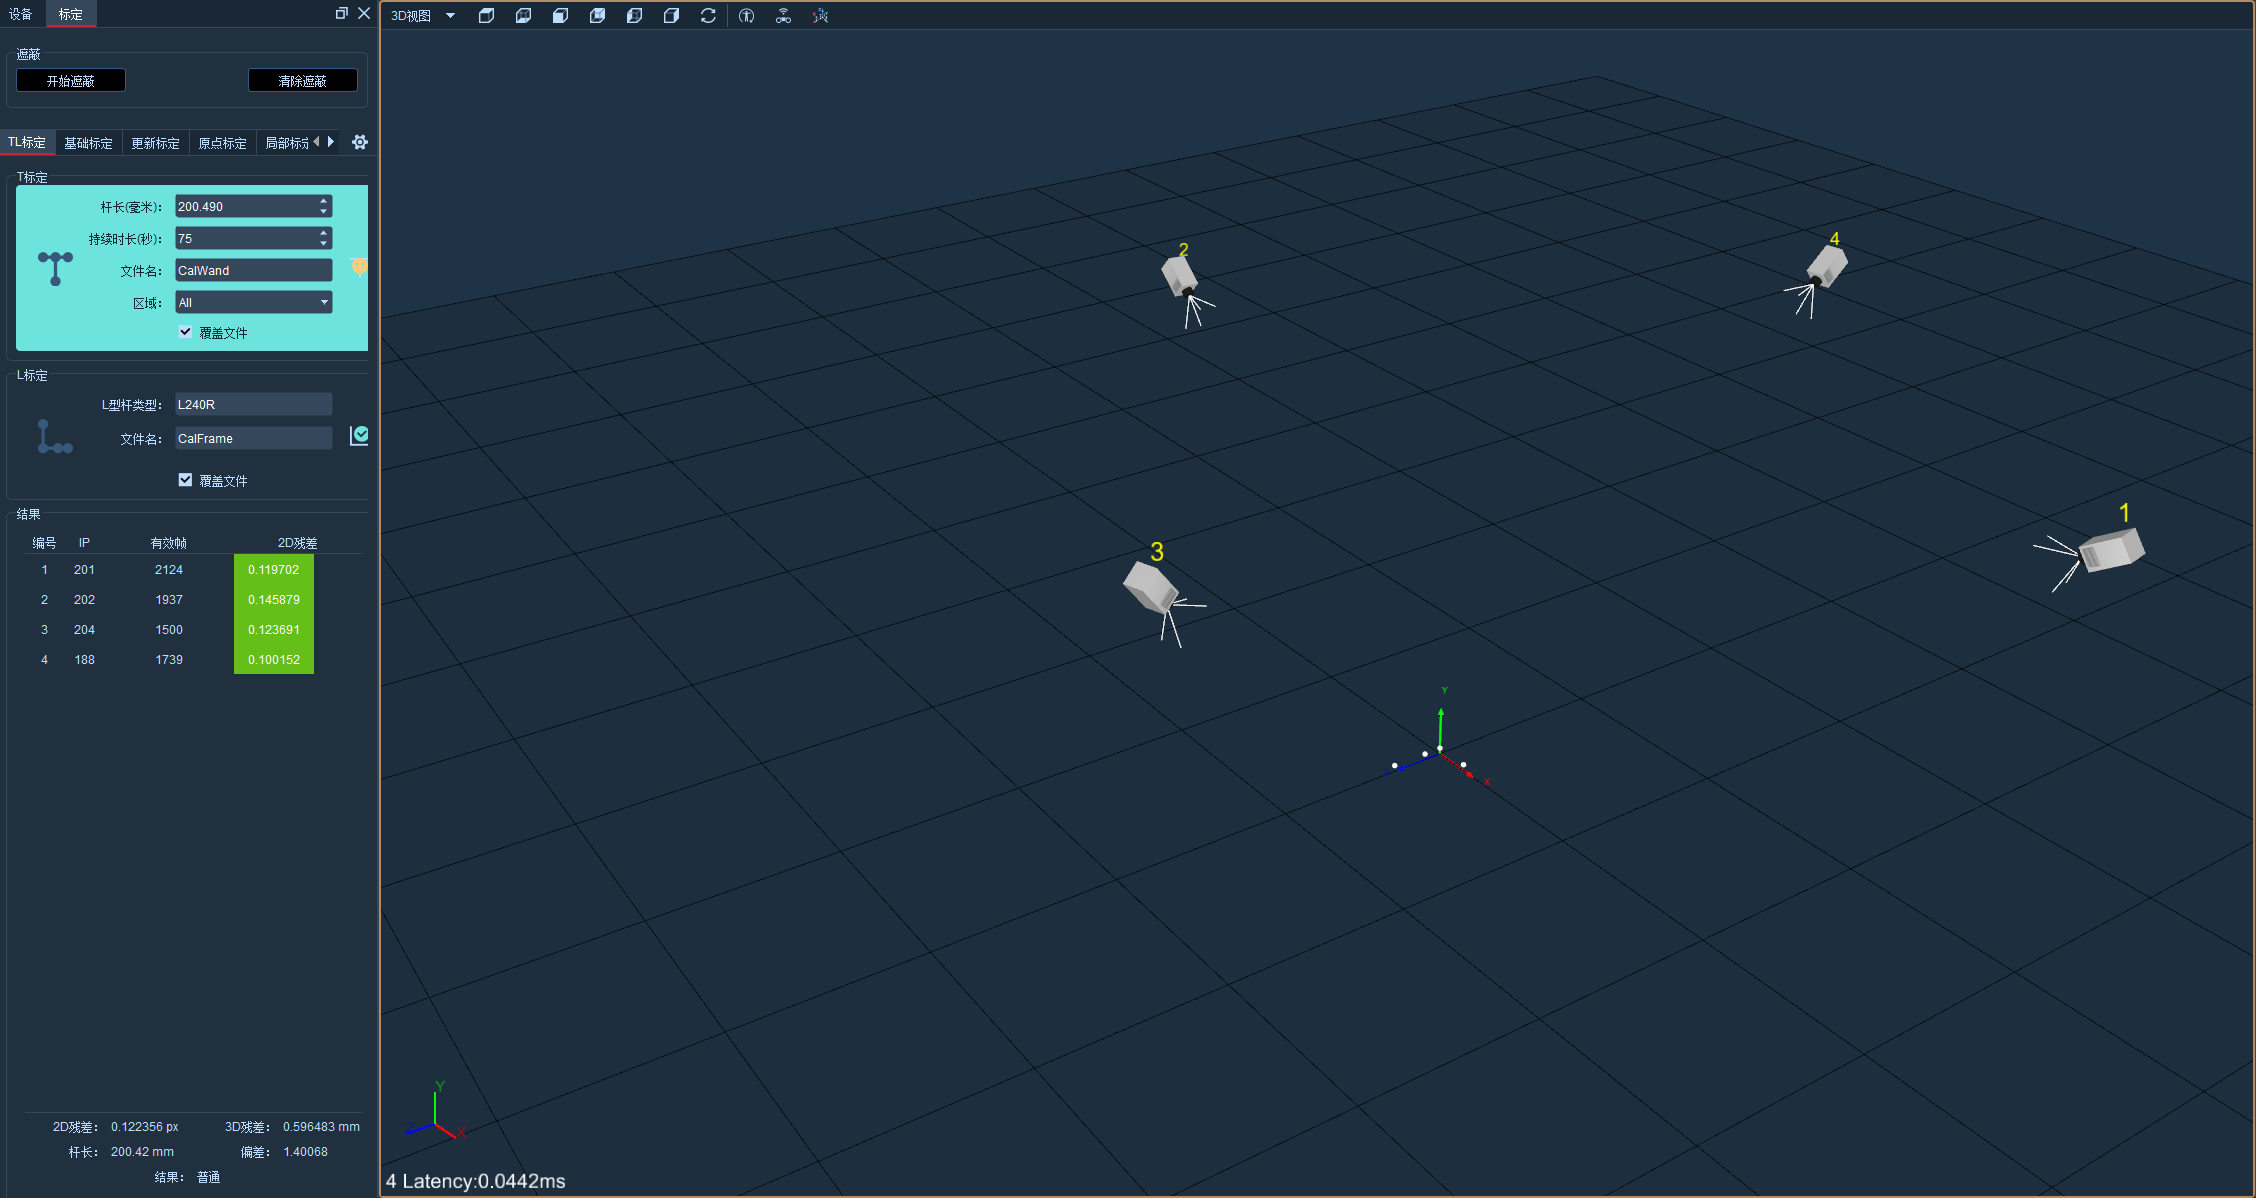 设备 标定
遮蔽
开始遮蔽 清除遮蔽
TL标定 基础标定 更新标定 原点标定 局部标定
T标定
杆长(毫米): 200.490
持续时长(秒): 75
文件名: CalWand
区域: All
覆盖文件
L标定
L型杆类型: L240R
文件名: CalFrame
覆盖文件
结果
编号 IP 有效帧 2D残差
1 201 2124 0.119702
2 202 1937 0.145879
3 204 1500 0.123691
4 188 1739 0.100152
2D残差: 0.122356 px 3D残差: 0.596483 mm
杆长: 200.42 mm 偏差: 1.40068
结果: 普通
3D视图
2
4
1
3
Y
X
Y
Z X
4 Latency:0.0442ms